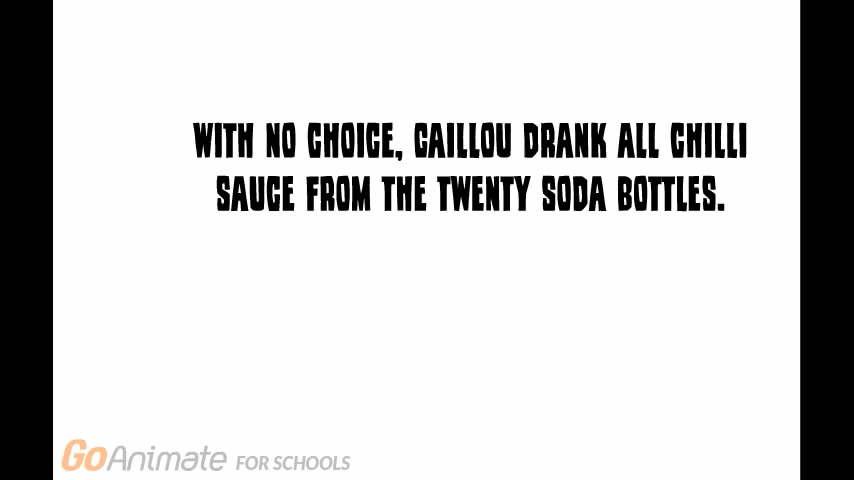 WITH NO CHOICE, CAILLOU DRANK ALL CHILLI
SAUCE FROM THE TWENTY SODA BOTTLES.
GoAnimate FOR SCHOOLS